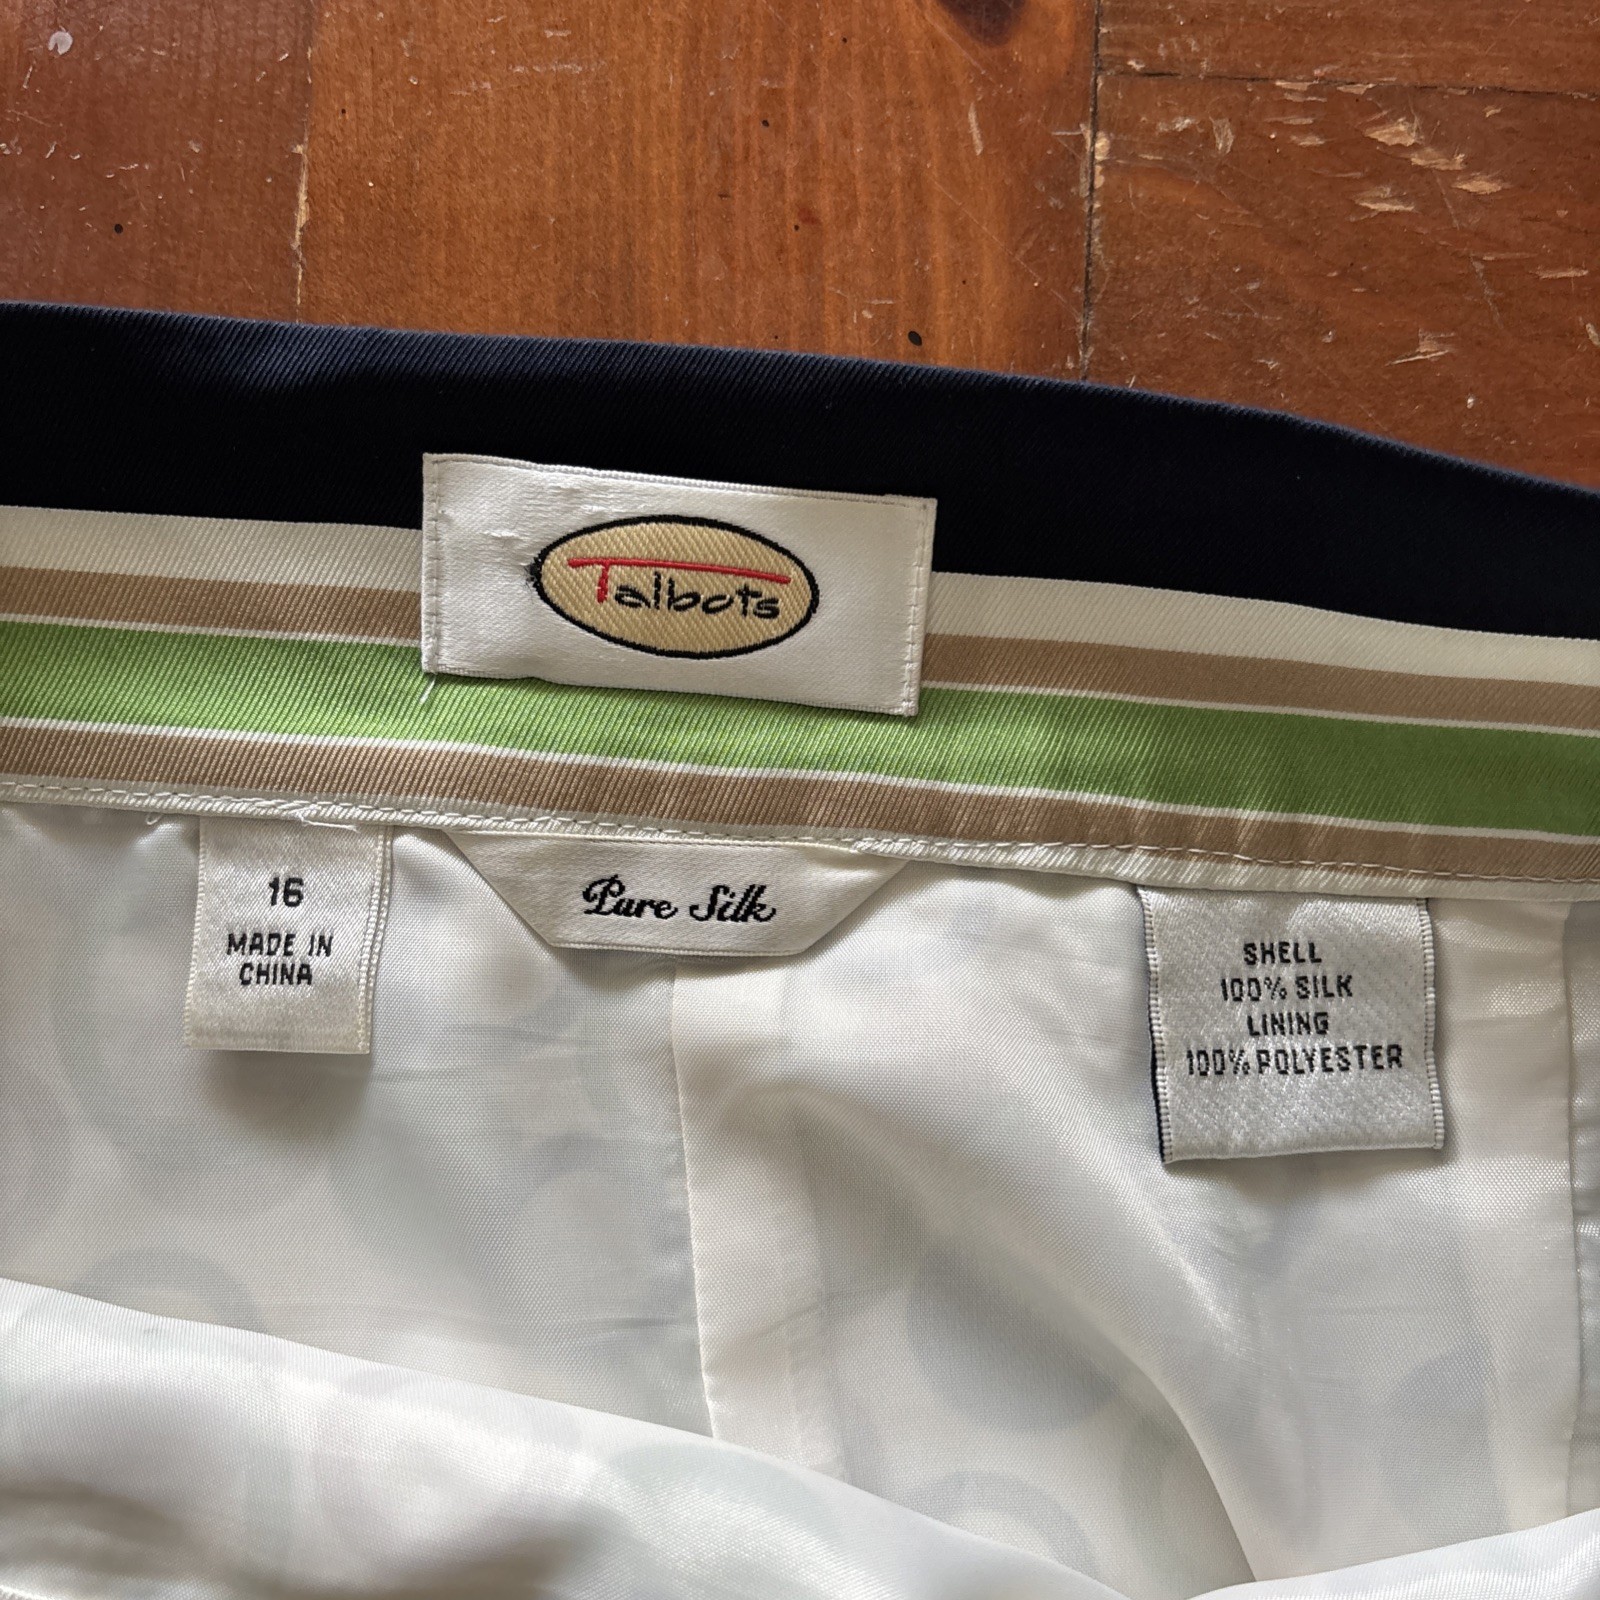 Talbots
16
MADE IN
CHINA
Pure Silk
SHELL
100% SILK
LINING
100% POLYESTER